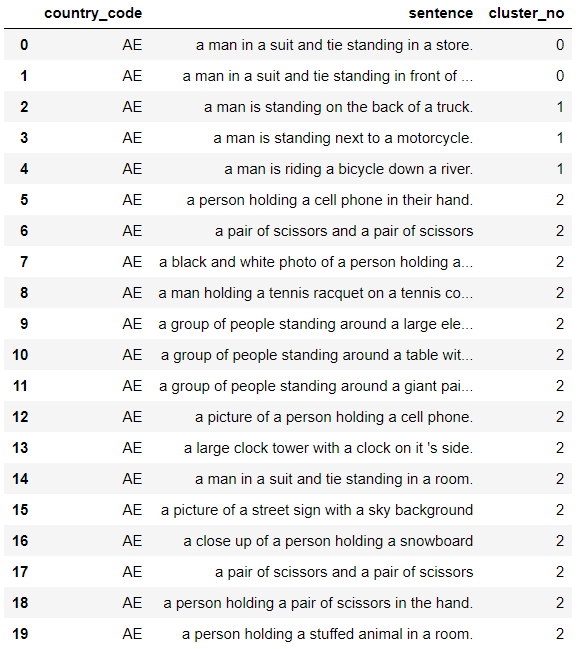 country_code sentence cluster_no
0 AE a man in a suit and tie standing in a store. 0
1 AE a man in a suit and tie standing in front of ... 0
2 AE a man is standing on the back of a truck. 1
3 AE a man is standing next to a motorcycle. 1
4 AE a man is riding a bicycle down a river. 1
5 AE a person holding a cell phone in their hand. 2
6 AE a pair of scissors and a pair of scissors 2
7 AE a black and white photo of a person holding a... 2
8 AE a man holding a tennis racquet on a tennis co... 2
9 AE a group of people standing around a large ele... 2
10 AE a group of people standing around a table wit... 2
11 AE a group of people standing around a giant pai... 2
12 AE a picture of a person holding a cell phone. 2
13 AE a large clock tower with a clock on it 's side. 2
14 AE a man in a suit and tie standing in a room. 2
15 AE a picture of a street sign with a sky background 2
16 AE a close up of a person holding a snowboard 2
17 AE a pair of scissors and a pair of scissors 2
18 AE a person holding a pair of scissors in the hand. 2
19 AE a person holding a stuffed animal in a room. 2